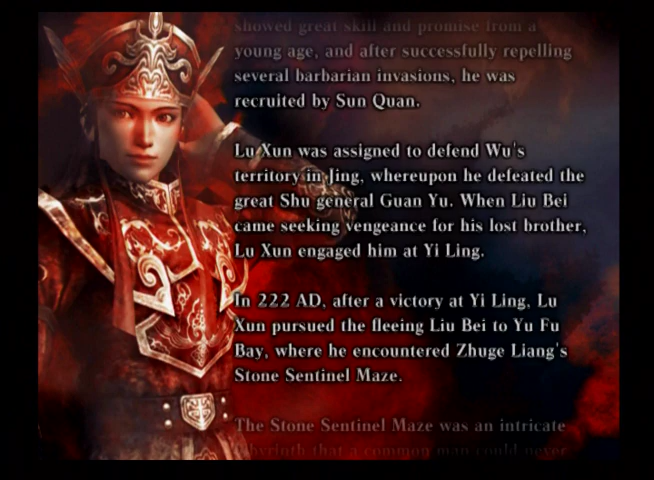 showed great skill and promise from a
young age, and after successfully repelling
several barbarian invasions, he was
recruited by Sun Quan.
Lu Xun was assigned to defend Wu's
territory in Jing, whereupon he defeated the
great Shu general Guan Yu. When Liu Bei
came seeking vengeance for his lost brother,
Lu Xun engaged him at Yi Ling.
In 222 AD, after a victory at Yi Ling, Lu
Xun pursued the fleeing Liu Bei to Yu Fu
Bay, where he encountered Zhuge Liang's
Stone Sentinel Maze.
The Stone Sentinel Maze was an intricate
labyrinth that a common man could never